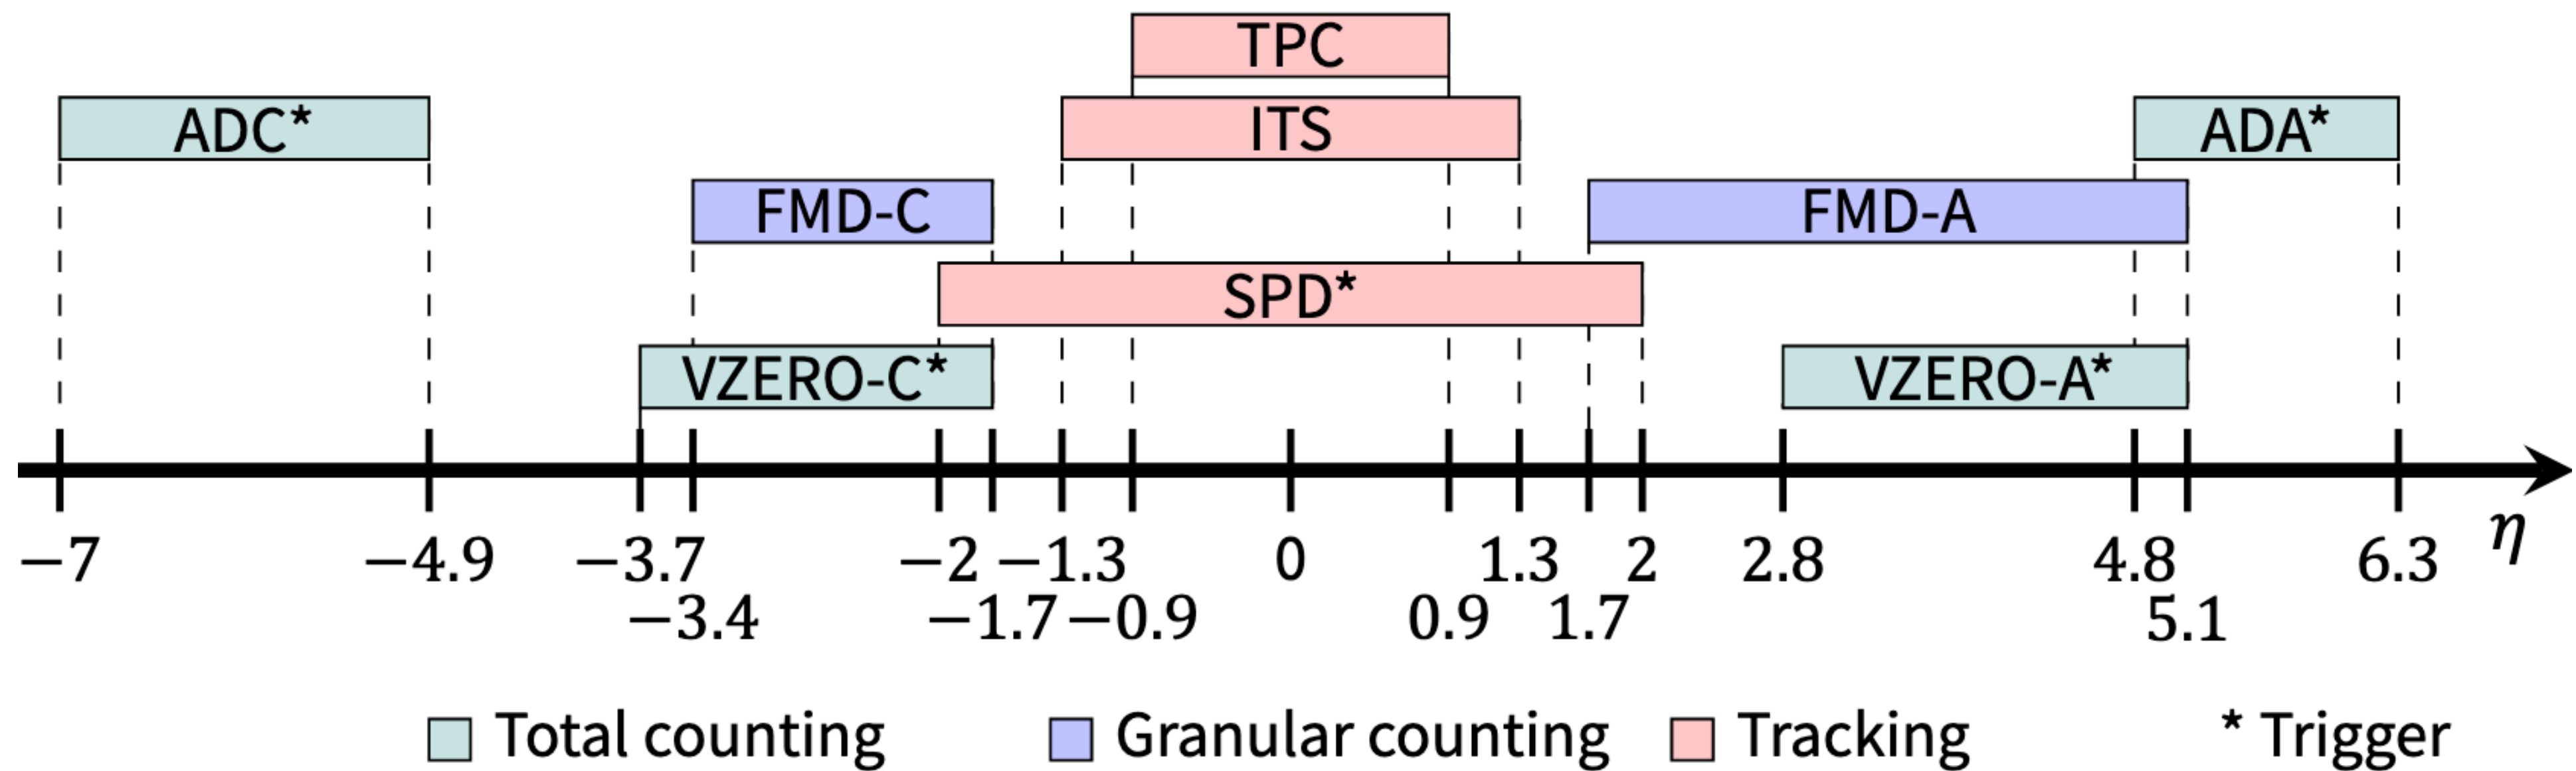 TPC
ADC*
ITS
ADA*
FMD-C
FMD-A
SPD*
VZERO-C*
VZERO-A*
−7 −4.9 −3.7 −2 −1.3 0 1.3 2 2.8 4.8 6.3 η
−3.4 −1.7 −0.9 0.9 1.7 5.1
Total counting
Granular counting
Tracking
* Trigger